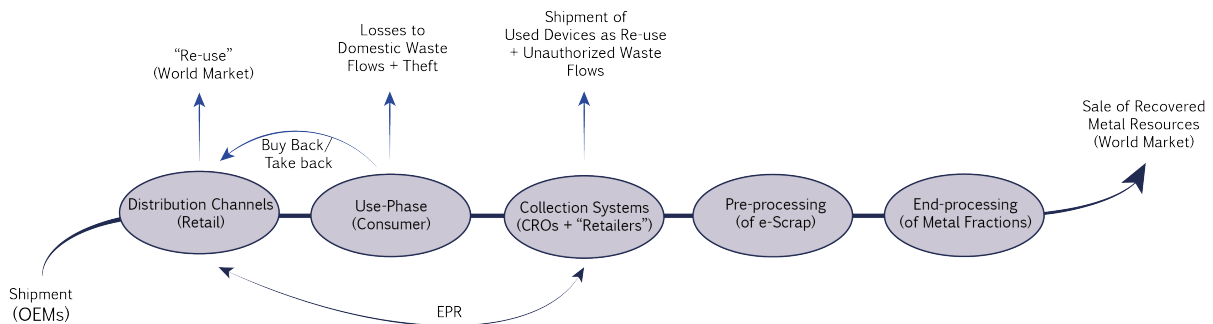 Shipment of
Used Devices as Re-use
+ Unauthorized Waste
Flows
Losses to
Domestic Waste
Flows + Theft
“Re-use”
(World Market)
Sale of Recovered
Metal Resources
(World Market)
Buy Back/
Take back
Distribution Channels
(Retail)
Use-Phase
(Consumer)
Collection Systems
(CROs + “Retailers”)
Pre-processing
(of e-Scrap)
End-processing
(of Metal Fractions)
Shipment
(OEMs)
EPR